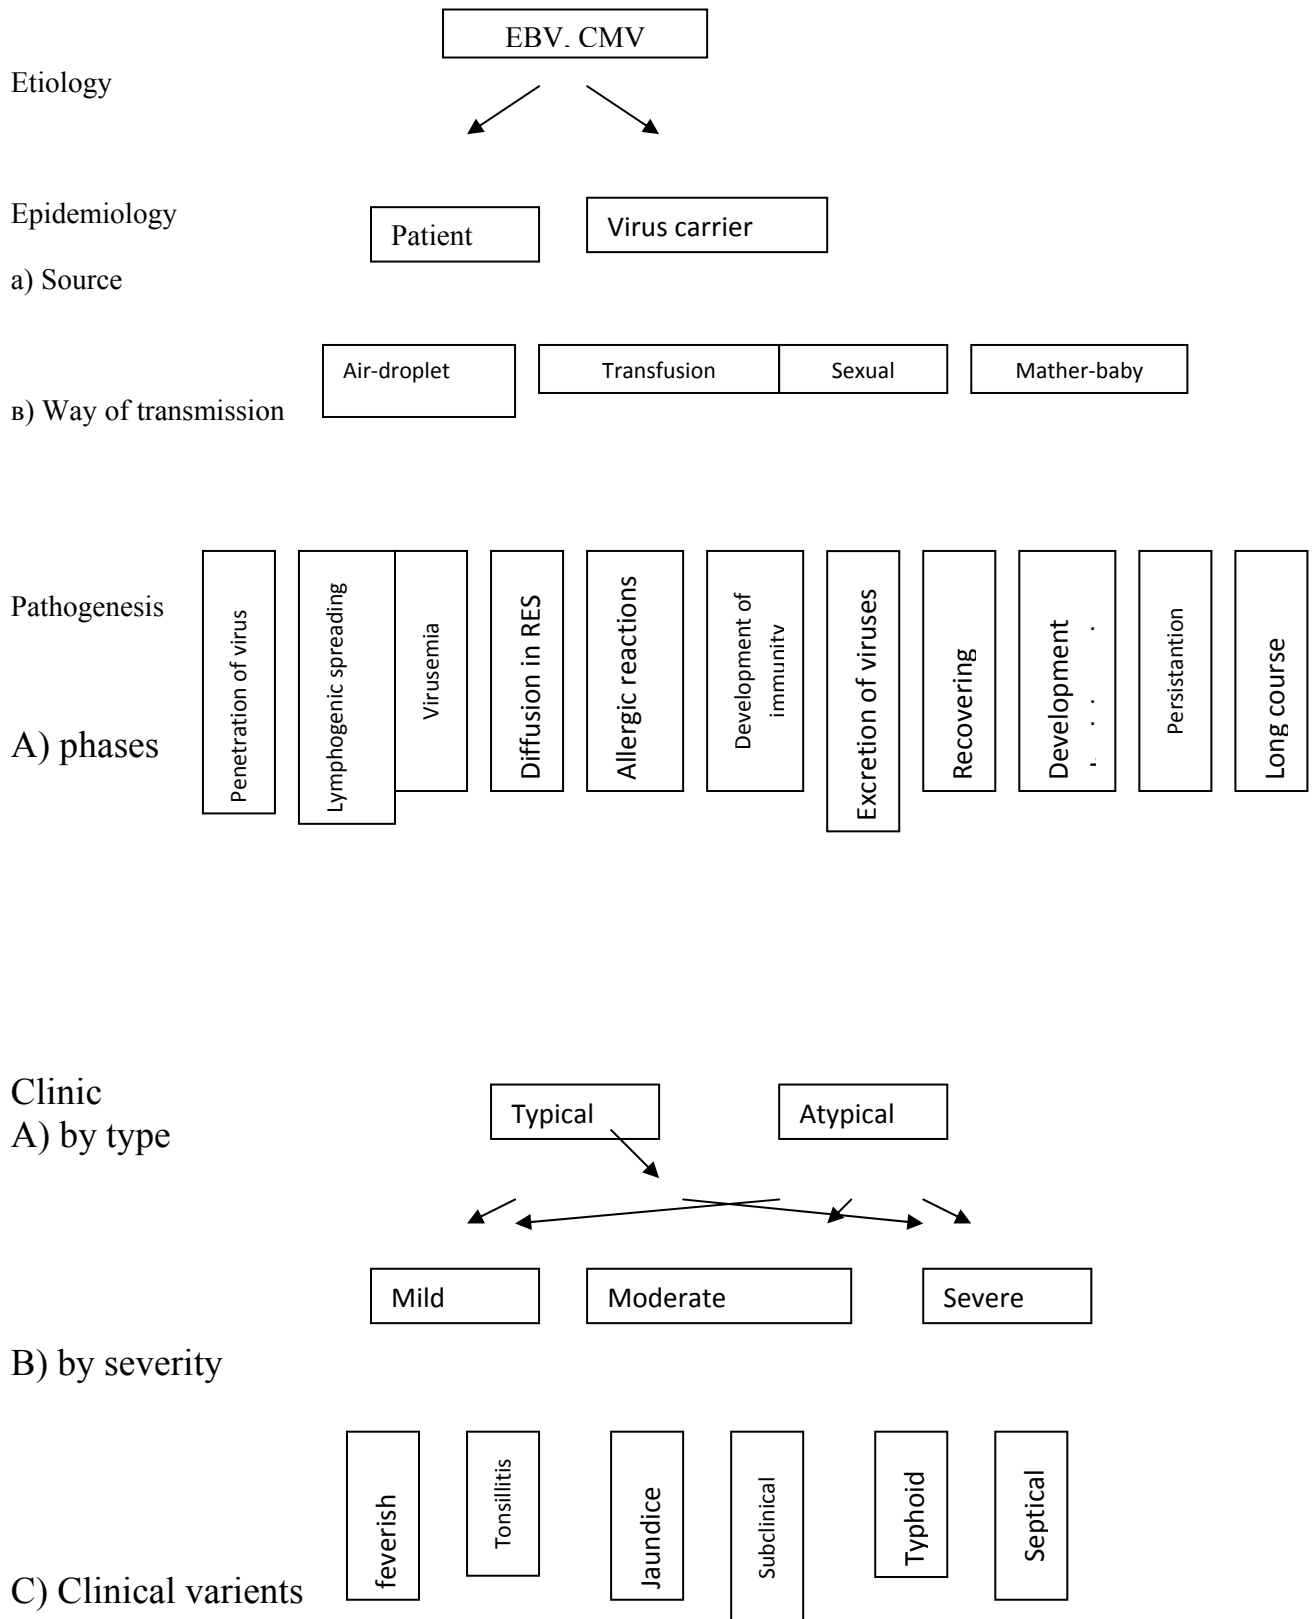 EBV. CMV
Etiology
Epidemiology
Patient
Virus carrier
a) Source
Air-droplet
Transfusion
Sexual
Mather-baby
в) Way of transmission
Pathogenesis
A) phases
Penetration of virus
Lymphogenic spreading
Virusemia
Diffusion in RES
Allergic reactions
Development of
immunity
Excretion of viruses
Recovering
Development
Persistantion
Long course
Clinic
A) by type
Typical
Atypical
Mild
Moderate
Severe
B) by severity
feverish
Tonsillitis
Jaundice
Subclinical
Typhoid
Septical
C) Clinical varients